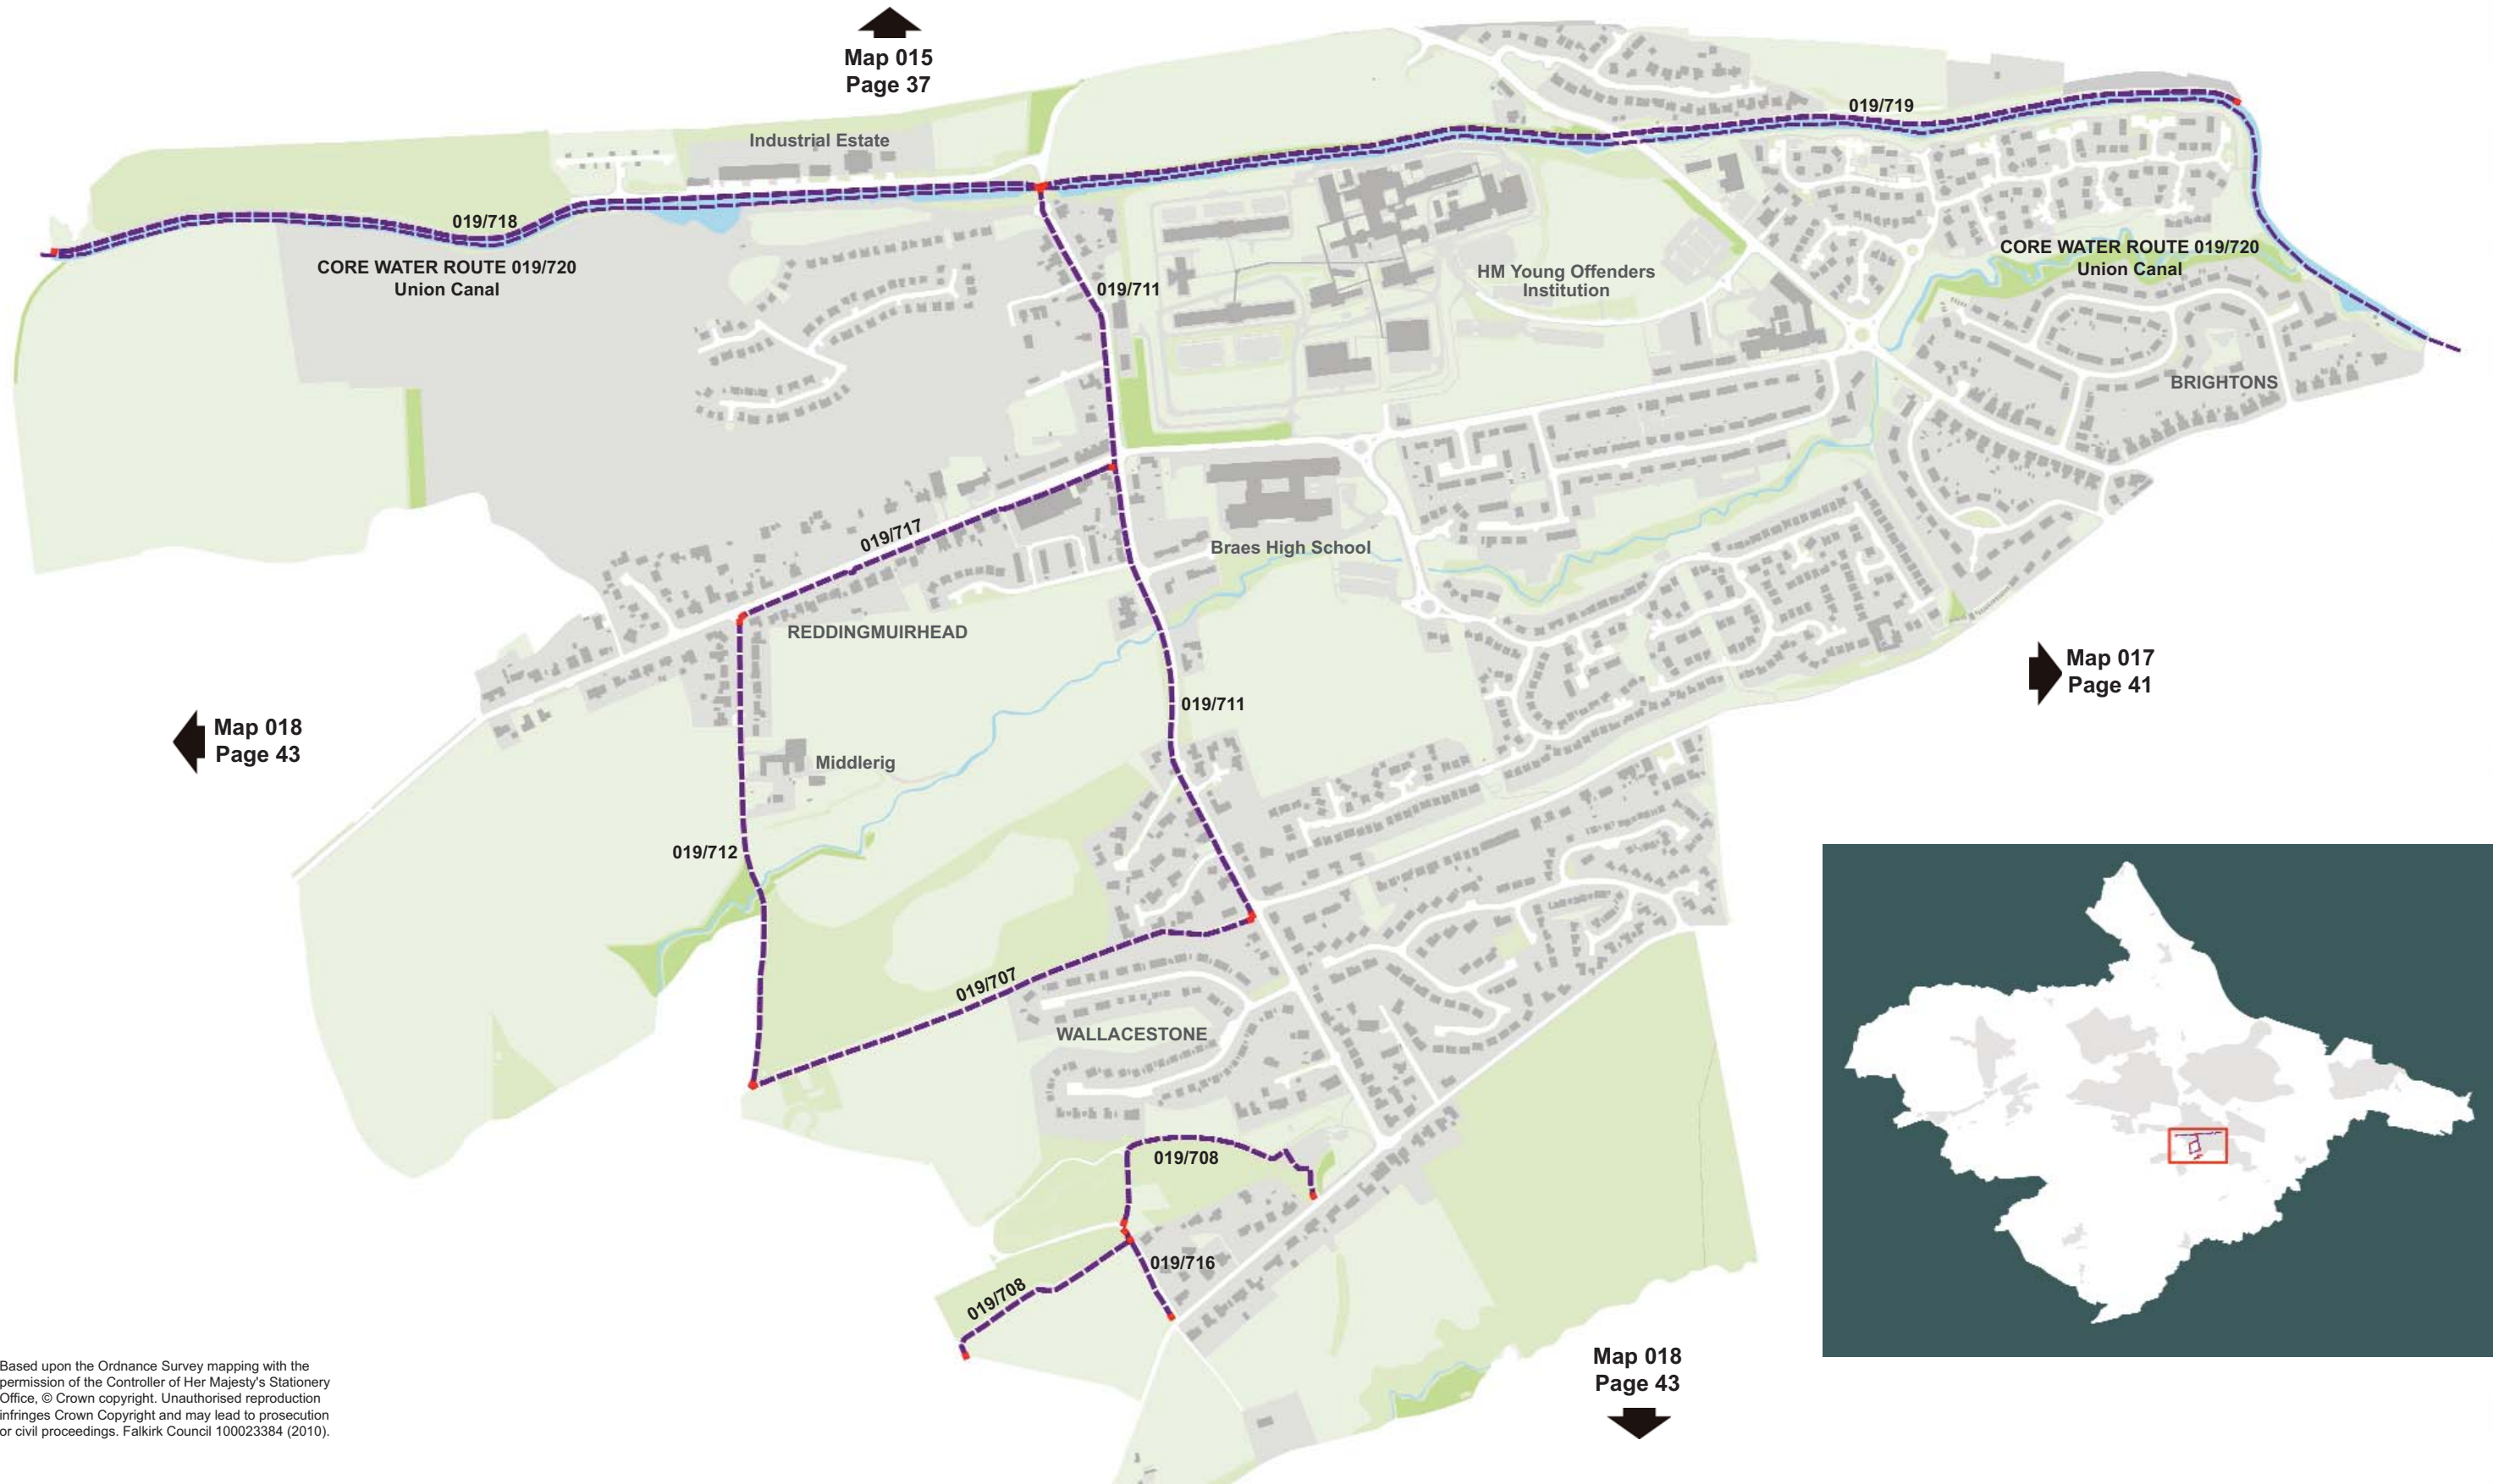 Map 015
Page 37
019/719
Industrial Estate
019/718
CORE WATER ROUTE 019/720
Union Canal
CORE WATER ROUTE 019/720
Union Canal
HM Young Offenders
Institution
019/711
BRIGHTONS
019/717
Braes High School
REDDINGMUIRHEAD
Map 017
Page 41
019/711
Map 018
Page 43
Middlerig
019/712
019/707
WALLACESTONE
019/708
019/716
019/708
Map 018
Page 43
Based upon the Ordnance Survey mapping with the
permission of the Controller of Her Majesty's Stationery
Office, © Crown copyright. Unauthorised reproduction
infringes Crown Copyright and may lead to prosecution
or civil proceedings. Falkirk Council 100023384 (2010).